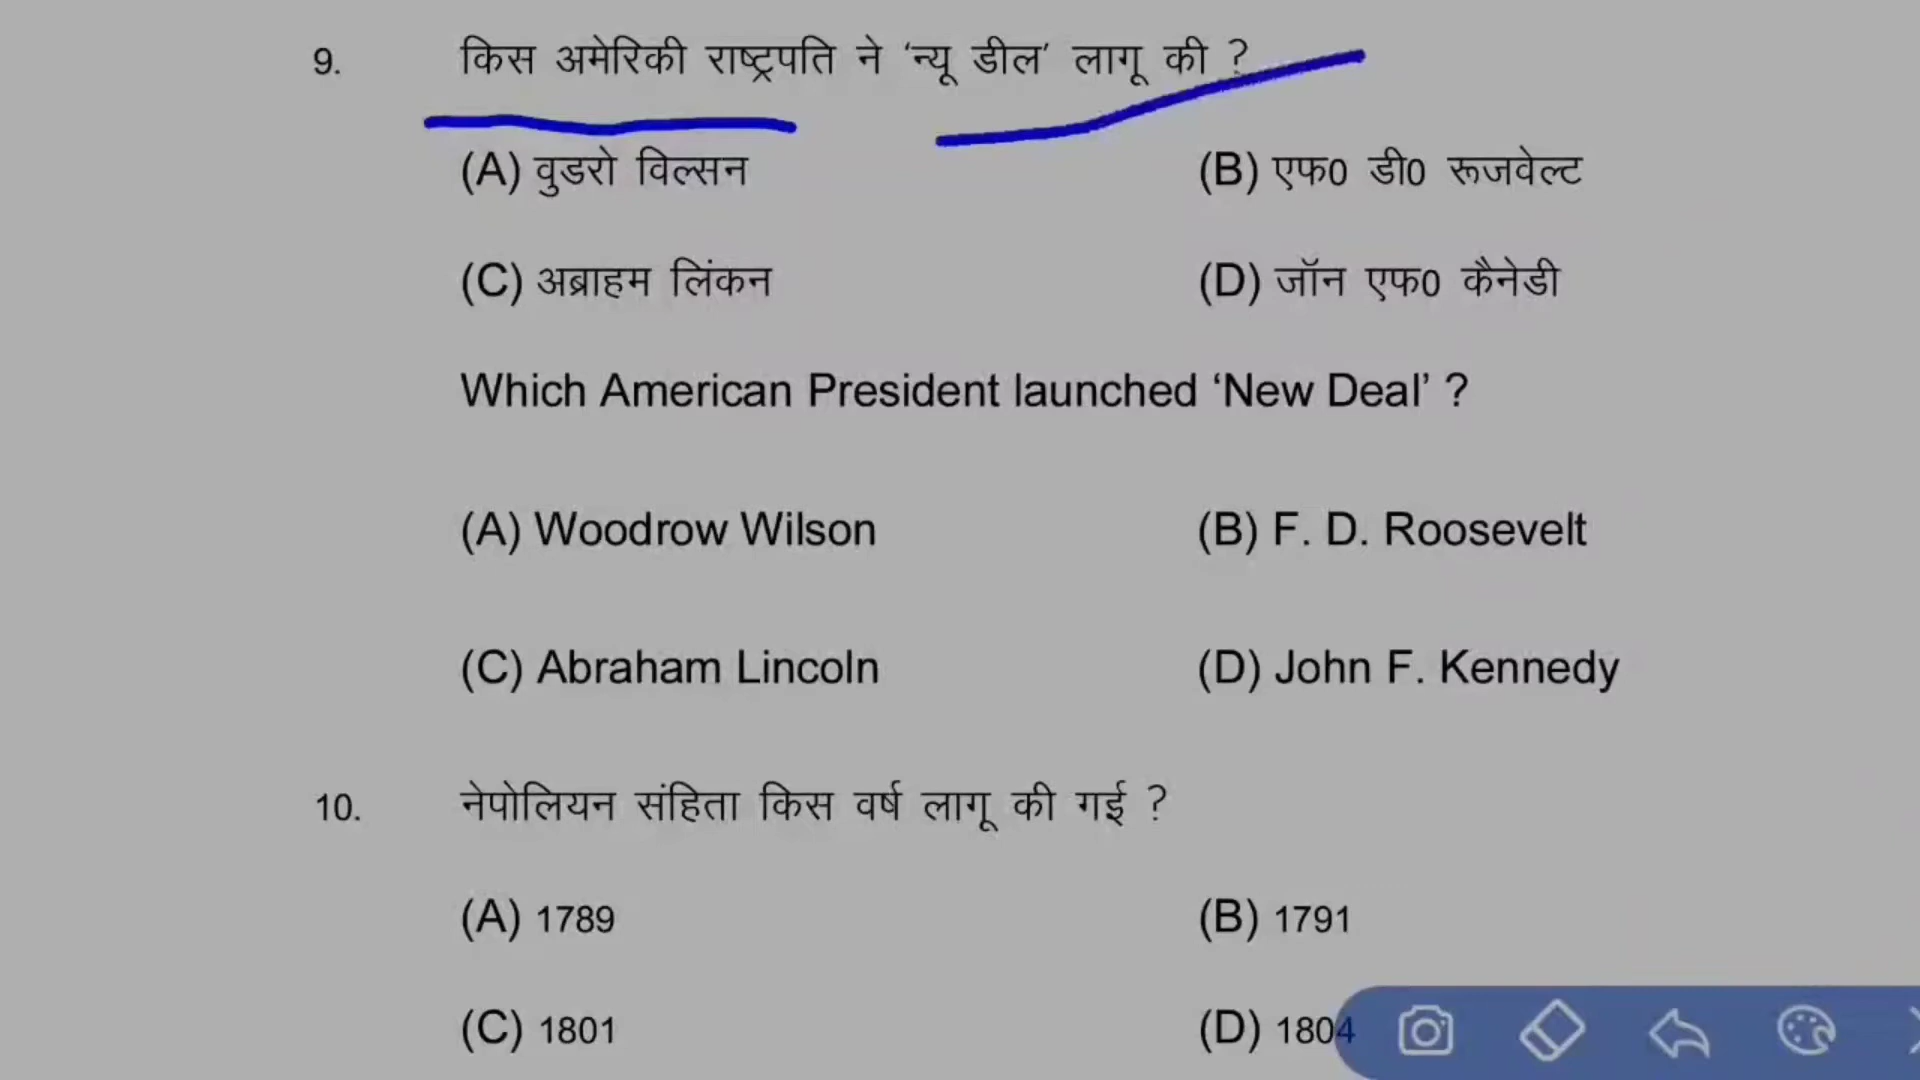 9. किस अमेरिकी राष्ट्रपति ने ‘न्यू डील’ लागू की ?
(A) वुडरो विल्सन (B) एफ0 डी0 रूजवेल्ट
(C) अब्राहम लिंकन (D) जॉन एफ0 कैनेडी
Which American President launched ‘New Deal’ ?
(A) Woodrow Wilson (B) F. D. Roosevelt
(C) Abraham Lincoln (D) John F. Kennedy
10. नेपोलियन संहिता किस वर्ष लागू की गई ?
(A) 1789 (B) 1791
(C) 1801 (D) 1804